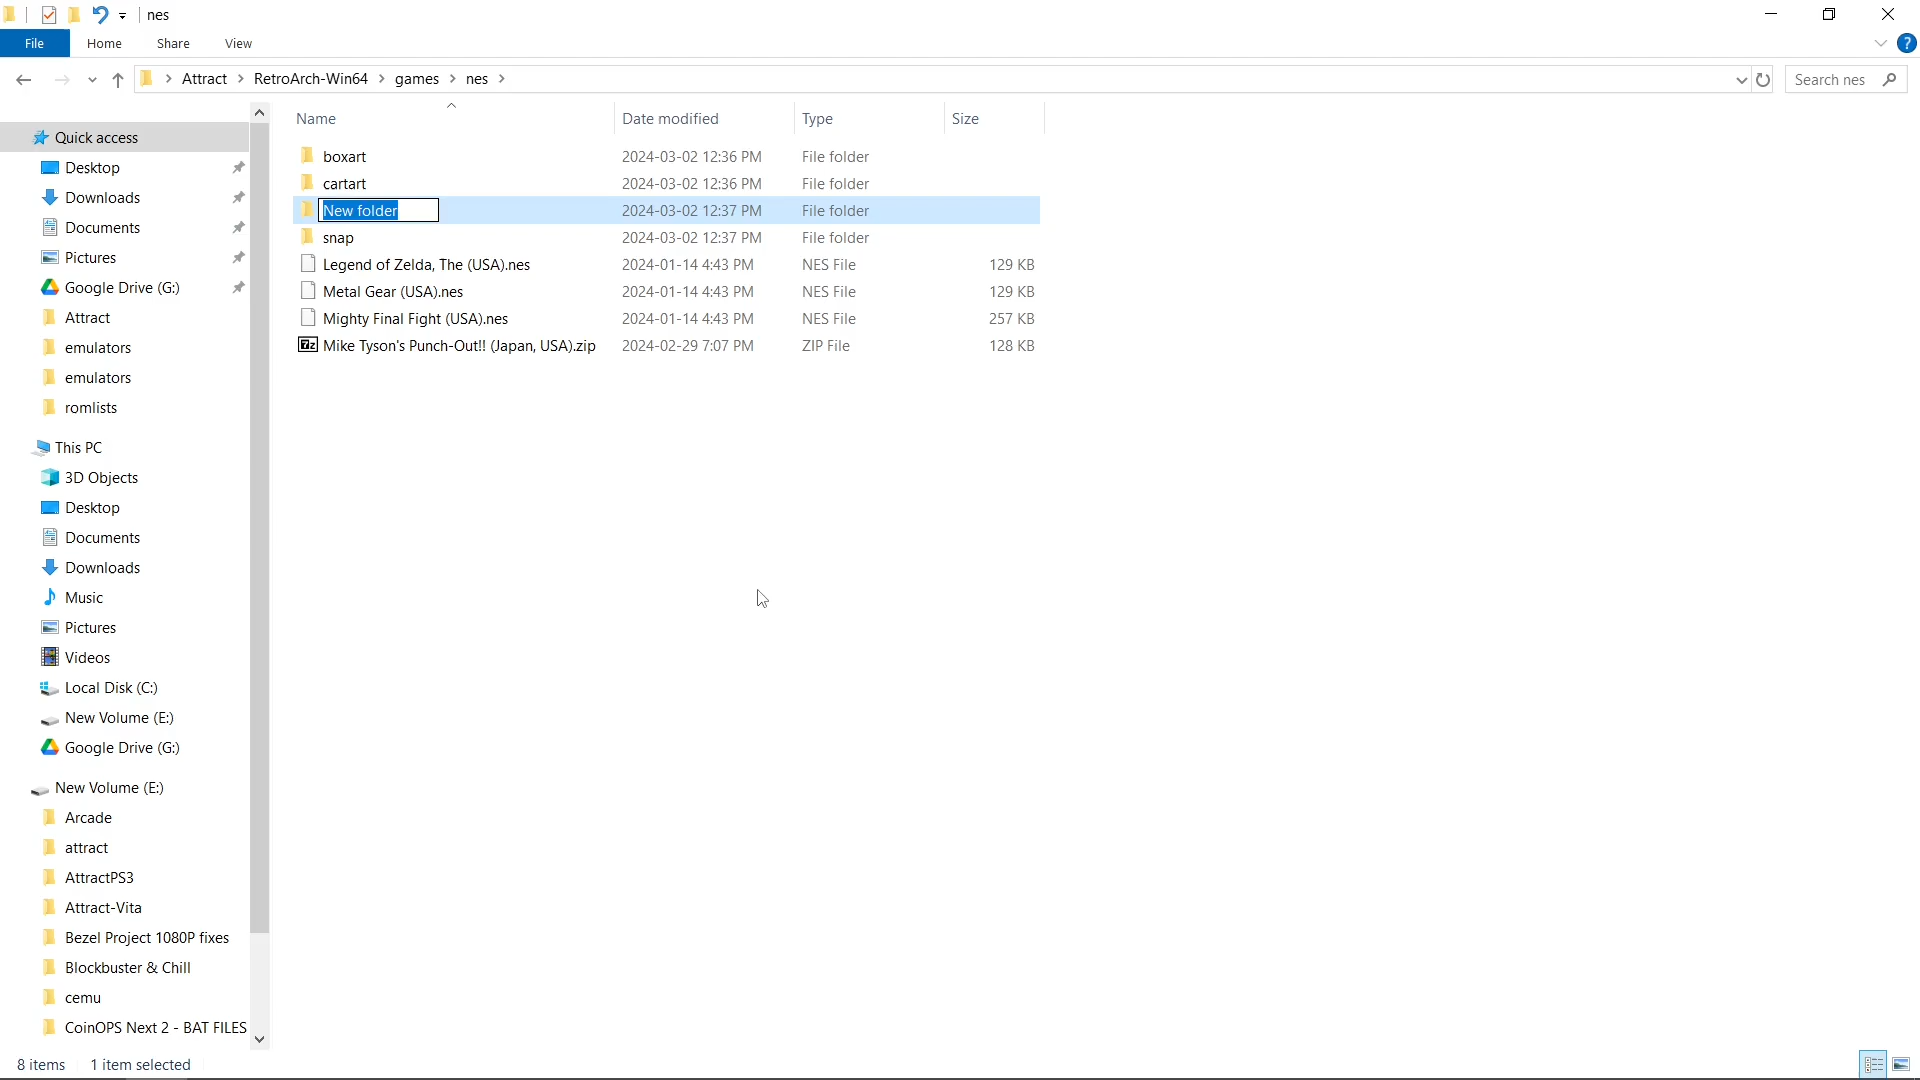 nes
File Home Share View
Attract RetroArch-Win64 games nes
Search nes
Name Date modified Type Size
Quick access
Desktop
Downloads
Documents
Pictures
Google Drive (G:)
Attract
emulators
emulators
romlists
This PC
3D Objects
Desktop
Documents
Downloads
Music
Pictures
Videos
Local Disk (C:)
New Volume (E:)
Google Drive (G:)
New Volume (E:)
Arcade
attract
AttractPS3
Attract-Vita
Bezel Project 1080P fixes
Blockbuster & Chill
cemu
CoinOPS Next 2 - BAT FILES
boxart 2024-03-02 12:36 PM File folder
cartart 2024-03-02 12:36 PM File folder
New folder 2024-03-02 12:37 PM File folder
snap 2024-03-02 12:37 PM File folder
Legend of Zelda, The (USA).nes 2024-01-14 4:43 PM NES File 129 KB
Metal Gear (USA).nes 2024-01-14 4:43 PM NES File 129 KB
Mighty Final Fight (USA).nes 2024-01-14 4:43 PM NES File 257 KB
7z Mike Tyson's Punch-Out!! (Japan, USA).zip 2024-02-29 7:07 PM ZIP File 128 KB
8 items 1 item selected